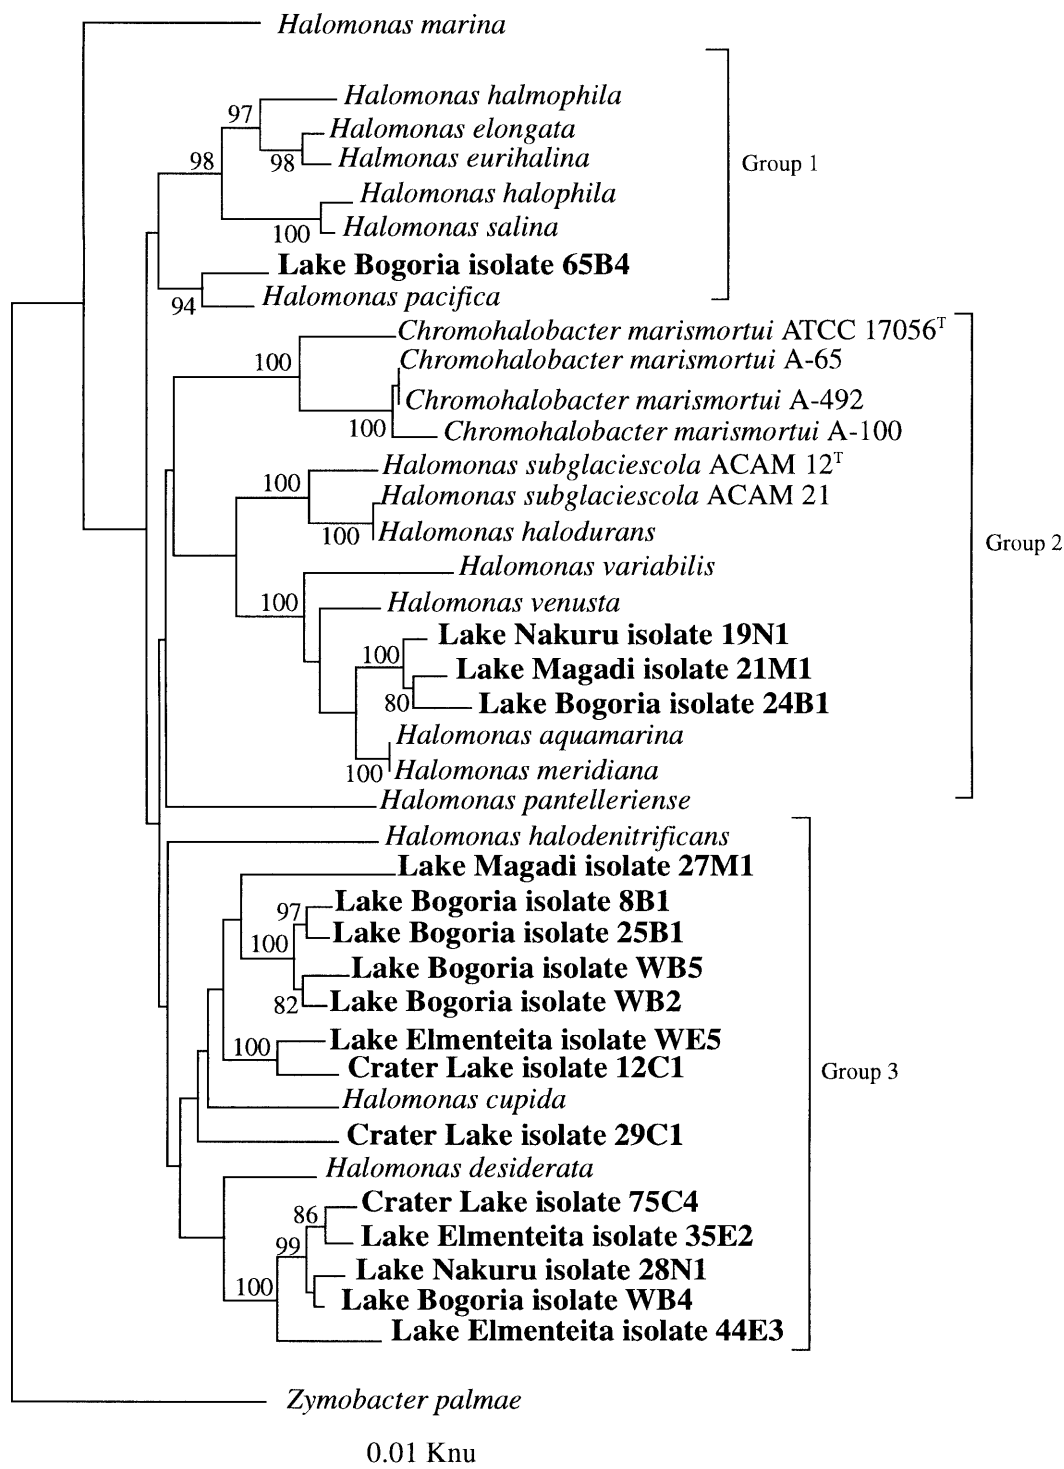 Halomonas marina
Halomonas halmophila
97
Halomonas elongata
98
Halmonas eurihalina
98
Group 1
Halomonas halophila
Halomonas salina
100
Lake Bogoria isolate 65B4
Halomonas pacifica
94
Chromohalobacter marismortui ATCC 17056T
100
Chromohalobacter marismortui A-65
Chromohalobacter marismortui A-492
100
Chromohalobacter marismortui A-100
Halomonas subglaciescola ACAM 12T
100
Halomonas subglaciescola ACAM 21
100
Halomonas halodurans
Group 2
Halomonas variabilis
100
Halomonas venusta
Lake Nakuru isolate 19N1
100
Lake Magadi isolate 21M1
80
Lake Bogoria isolate 24B1
Halomonas aquamarina
100
Halomonas meridiana
Halomonas pantelleriense
Halomonas halodenitrificans
Lake Magadi isolate 27M1
Lake Bogoria isolate 8B1
97
Lake Bogoria isolate 25B1
100
Lake Bogoria isolate WB5
82
Lake Bogoria isolate WB2
Lake Elmenteita isolate WE5
100
Crater Lake isolate 12C1
Group 3
Halomonas cupida
Crater Lake isolate 29C1
Halomonas desiderata
Crater Lake isolate 75C4
86
Lake Elmenteita isolate 35E2
99
Lake Nakuru isolate 28N1
100
Lake Bogoria isolate WB4
Lake Elmenteita isolate 44E3
Zymobacter palmae
0.01 Knu